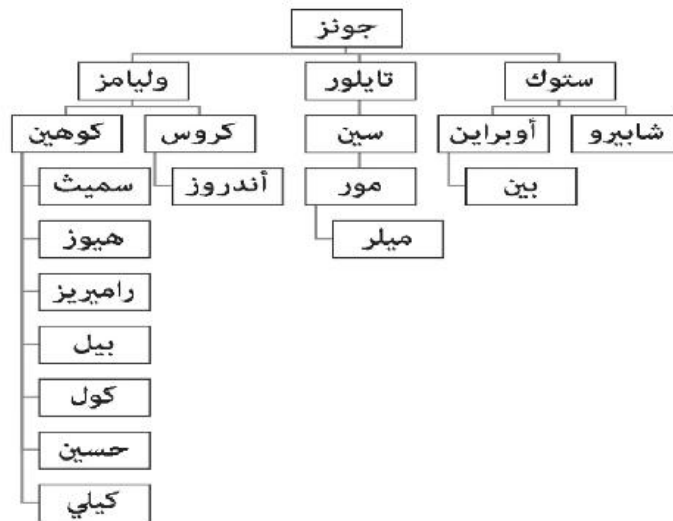 جونز
ستوك
تايلور
وليامز
شابيرو
أوبراين
سين
كروس
كوهين
بين
مور
أندروز
سميث
ميلر
هيوز
راميريز
بيل
كول
حسين
كيلي